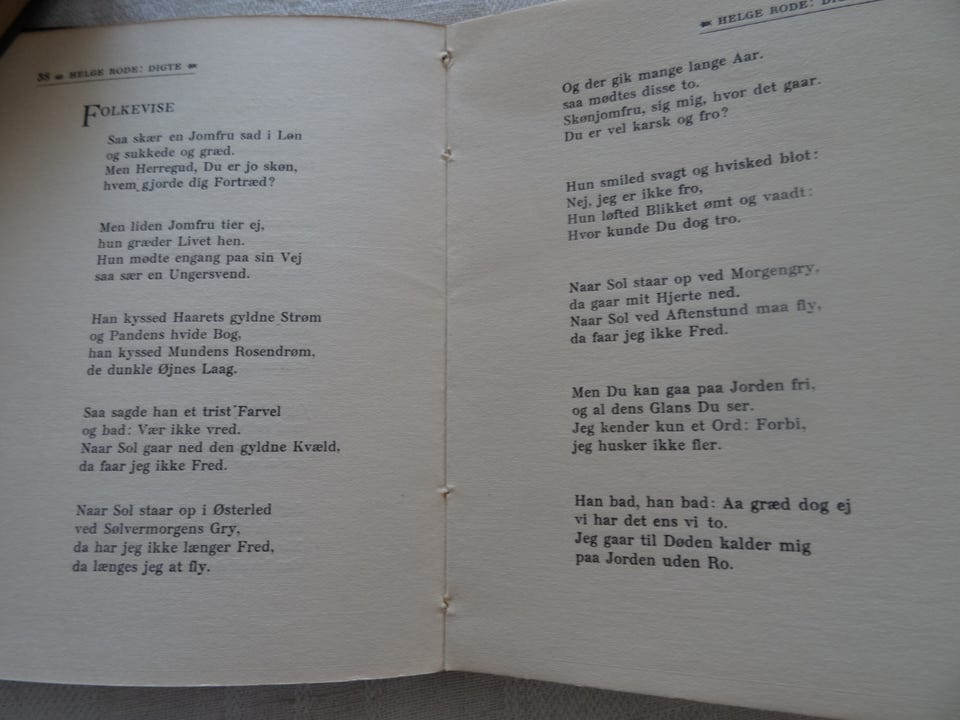 38 HELGE RODE: DIGTE
FOLKEVISE
Saa skær en Jomfru sad i Løn
og sukkede og græd.
Men Herregud, Du er jo skøn,
hvem gjorde dig Fortræd?
Men liden Jomfru tier ej,
hun græder Livet hen.
Hun mødte engang paa sin Vej
saa sær en Ungersvend.
Han kyssed Haarets gyldne Strøm
og Pandens hvide Bog,
han kyssed Mundens Rosendrøm,
de dunkle Øjnes Laag.
Saa sagde han et trist Farvel
og bad: Vær ikke vred.
Naar Sol gaar ned den gyldne Kvæld,
da faar jeg ikke Fred.
Naar Sol staar op i Østerled
ved Sølvermorgens Gry,
da har jeg ikke længer Fred,
da længes jeg at fly.
HELGE RODE:
Og der gik mange lange Aar.
saa mødtes disse to.
Skønjomfru, sig mig, hvor det gaar.
Du er vel karsk og fro?
Hun smiled svagt og hvisked blot:
Nej, jeg er ikke fro,
Hun løfted Blikket ømt og vaadt:
Hvor kunde Du dog tro.
Naar Sol staar op ved Morgengry,
da gaar mit Hjerte ned.
Naar Sol ved Aftenstund maa fly,
da faar jeg ikke Fred.
Men Du kan gaa paa Jorden fri,
og al dens Glans Du ser.
Jeg kender kun et Ord: Forbi,
jeg husker ikke fler.
Han bad, han bad: Aa græd dog ej
vi har det ens vi to.
Jeg gaar til Døden kalder mig
paa Jorden uden Ro.